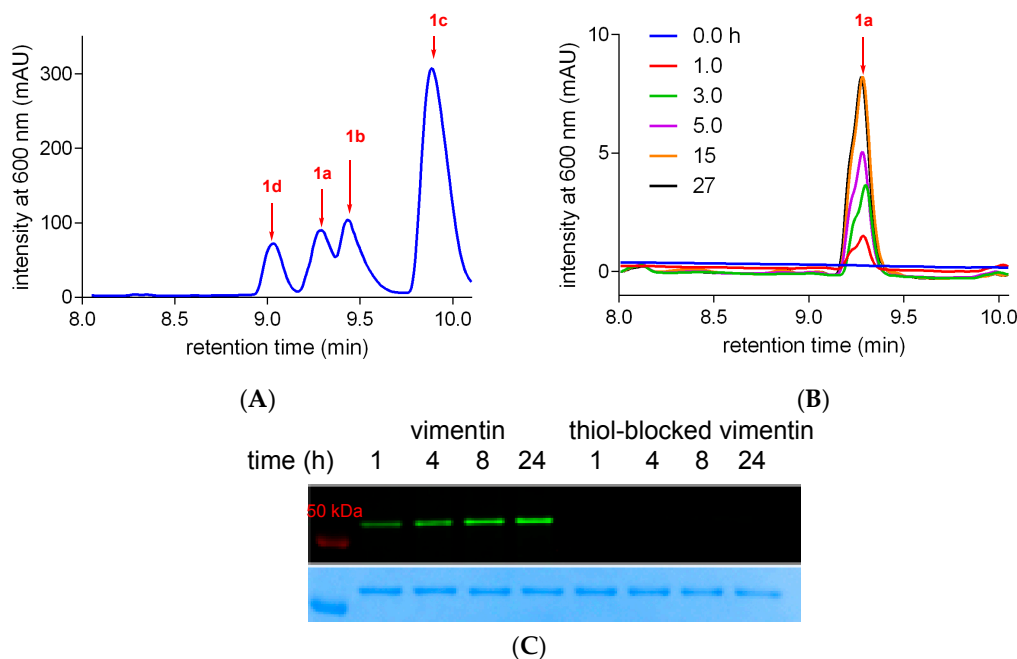 1c
300
1b
1a
1d
200
100
0
8.0 8.5 9.0 9.5 10.0
intensity at 600 nm (mAU)
retention time (min)
(A)
10
0.0 h
1.0
3.0
5.0
15
27
1a
5
0
8.0 8.5 9.0 9.5 10.0
intensity at 600 nm (mAU)
retention time (min)
(B)
vimentin thiol-blocked vimentin
time (h) 1 4 8 24 1 4 8 24
50 kDa
(C)